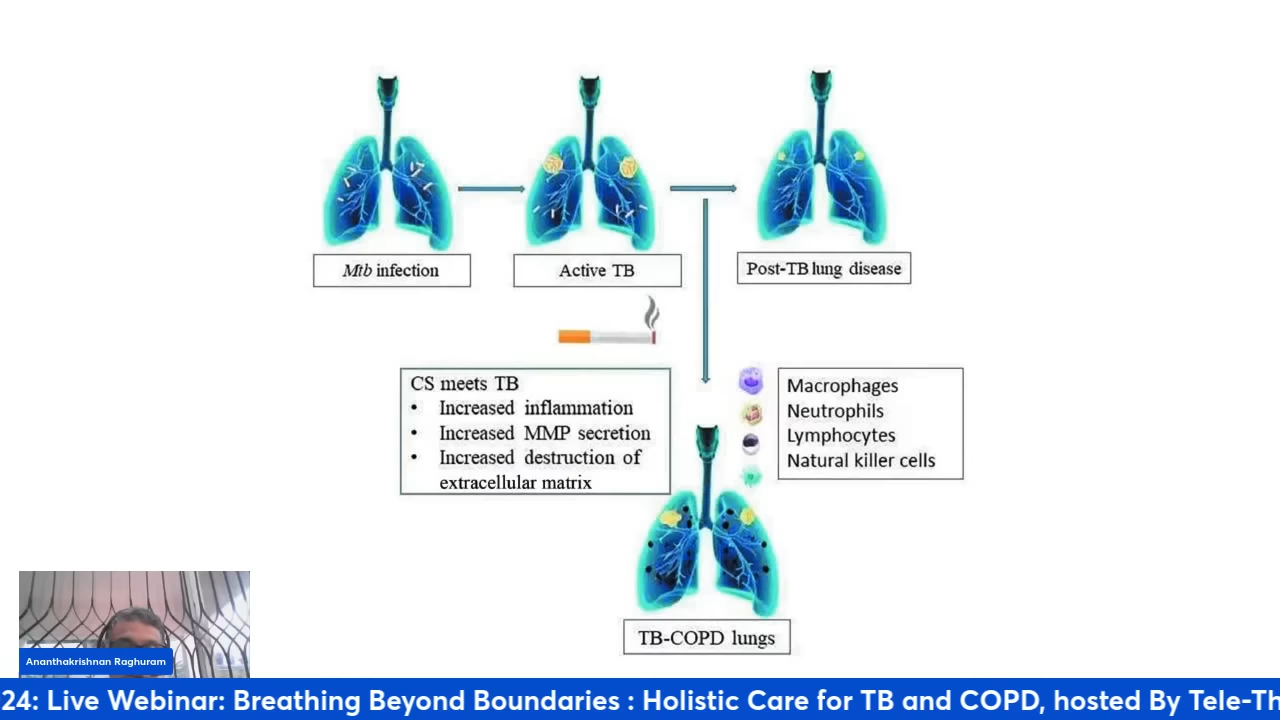 Mtb infection
Active TB
Post-TB lung disease
CS meets TB
• Increased inflammation
• Increased MMP secretion
• Increased destruction of
extracellular matrix
Macrophages
Neutrophils
Lymphocytes
Natural killer cells
TB-COPD lungs
Ananthakrishnan Raghuram
24: Live Webinar: Breathing Beyond Boundaries : Holistic Care for TB and COPD, hosted By Tele-Th